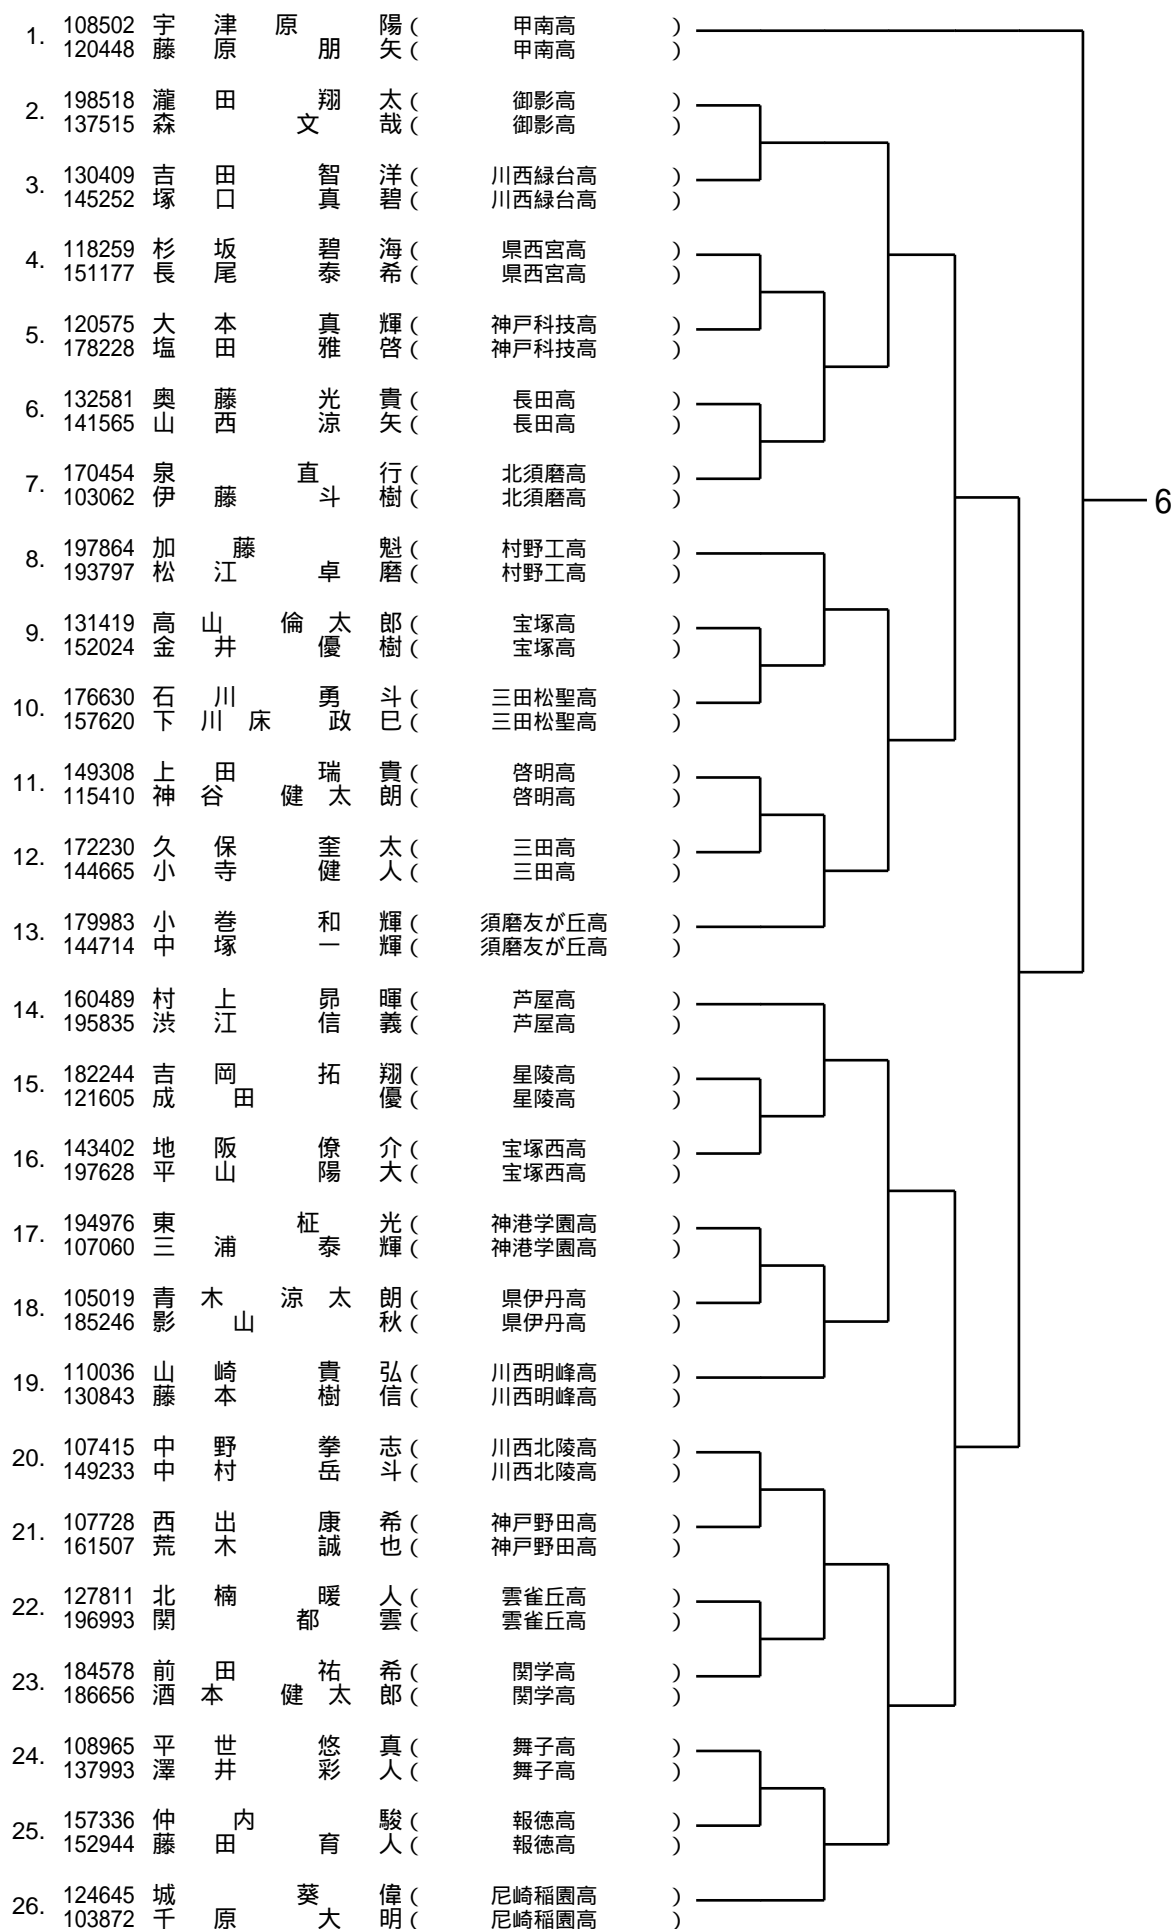 1. 108502 宇津原 陽 ( 甲南高 )
120448 藤原 朋矢 ( 甲南高 )
2. 198518 瀧田 翔太 ( 御影高 )
137515 森 文哉 ( 御影高 )
3. 130409 吉田 智洋 ( 川西緑台高 )
145252 塚口 真碧 ( 川西緑台高 )
4. 118259 杉坂 碧海 ( 県西宮高 )
151177 長尾 泰希 ( 県西宮高 )
5. 120575 大本 真輝 ( 神戸科技高 )
178228 塩田 雅啓 ( 神戸科技高 )
6. 132581 奥藤 光貴 ( 長田高 )
141565 山西 涼矢 ( 長田高 )
7. 170454 泉 直行 ( 北須磨高 )
103062 伊藤 斗樹 ( 北須磨高 )
6
8. 197864 加藤 魁 ( 村野工高 )
193797 松江 卓磨 ( 村野工高 )
9. 131419 高山 倫太郎 ( 宝塚高 )
152024 金井 優樹 ( 宝塚高 )
10. 176630 石川 勇斗 ( 三田松聖高 )
157620 下川床 政巳 ( 三田松聖高 )
11. 149308 上田 瑞貴 ( 啓明高 )
115410 神谷 健太朗 ( 啓明高 )
12. 172230 久保 奎太 ( 三田高 )
144665 小寺 健人 ( 三田高 )
13. 179983 小巻 和輝 ( 須磨友が丘高 )
144714 中塚 一輝 ( 須磨友が丘高 )
14. 160489 村上 昴暉 ( 芦屋高 )
195835 渋江 信義 ( 芦屋高 )
15. 182244 吉岡 拓翔 ( 星陵高 )
121605 成田 優 ( 星陵高 )
16. 143402 地阪 僚介 ( 宝塚西高 )
197628 平山 陽大 ( 宝塚西高 )
17. 194976 東 柾光 ( 神港学園高 )
107060 三浦 泰輝 ( 神港学園高 )
18. 105019 青木 涼太朗 ( 県伊丹高 )
185246 影山 秋 ( 県伊丹高 )
19. 110036 山崎 貴弘 ( 川西明峰高 )
130843 藤本 樹信 ( 川西明峰高 )
20. 107415 中野 拳志 ( 川西北陵高 )
149233 中村 岳斗 ( 川西北陵高 )
21. 107728 西出 康希 ( 神戸野田高 )
161507 荒木 誠也 ( 神戸野田高 )
22. 127811 北楠 暖人 ( 雲雀丘高 )
196993 関 都雲 ( 雲雀丘高 )
23. 184578 前田 祐希 ( 関学高 )
186656 酒本 健太郎 ( 関学高 )
24. 108965 平世 悠真 ( 舞子高 )
137993 澤井 彩人 ( 舞子高 )
25. 157336 仲内 駿 ( 報徳高 )
152944 藤田 育人 ( 報徳高 )
26. 124645 城 葵偉 ( 尼崎稲園高 )
103872 千原 大明 ( 尼崎稲園高 )